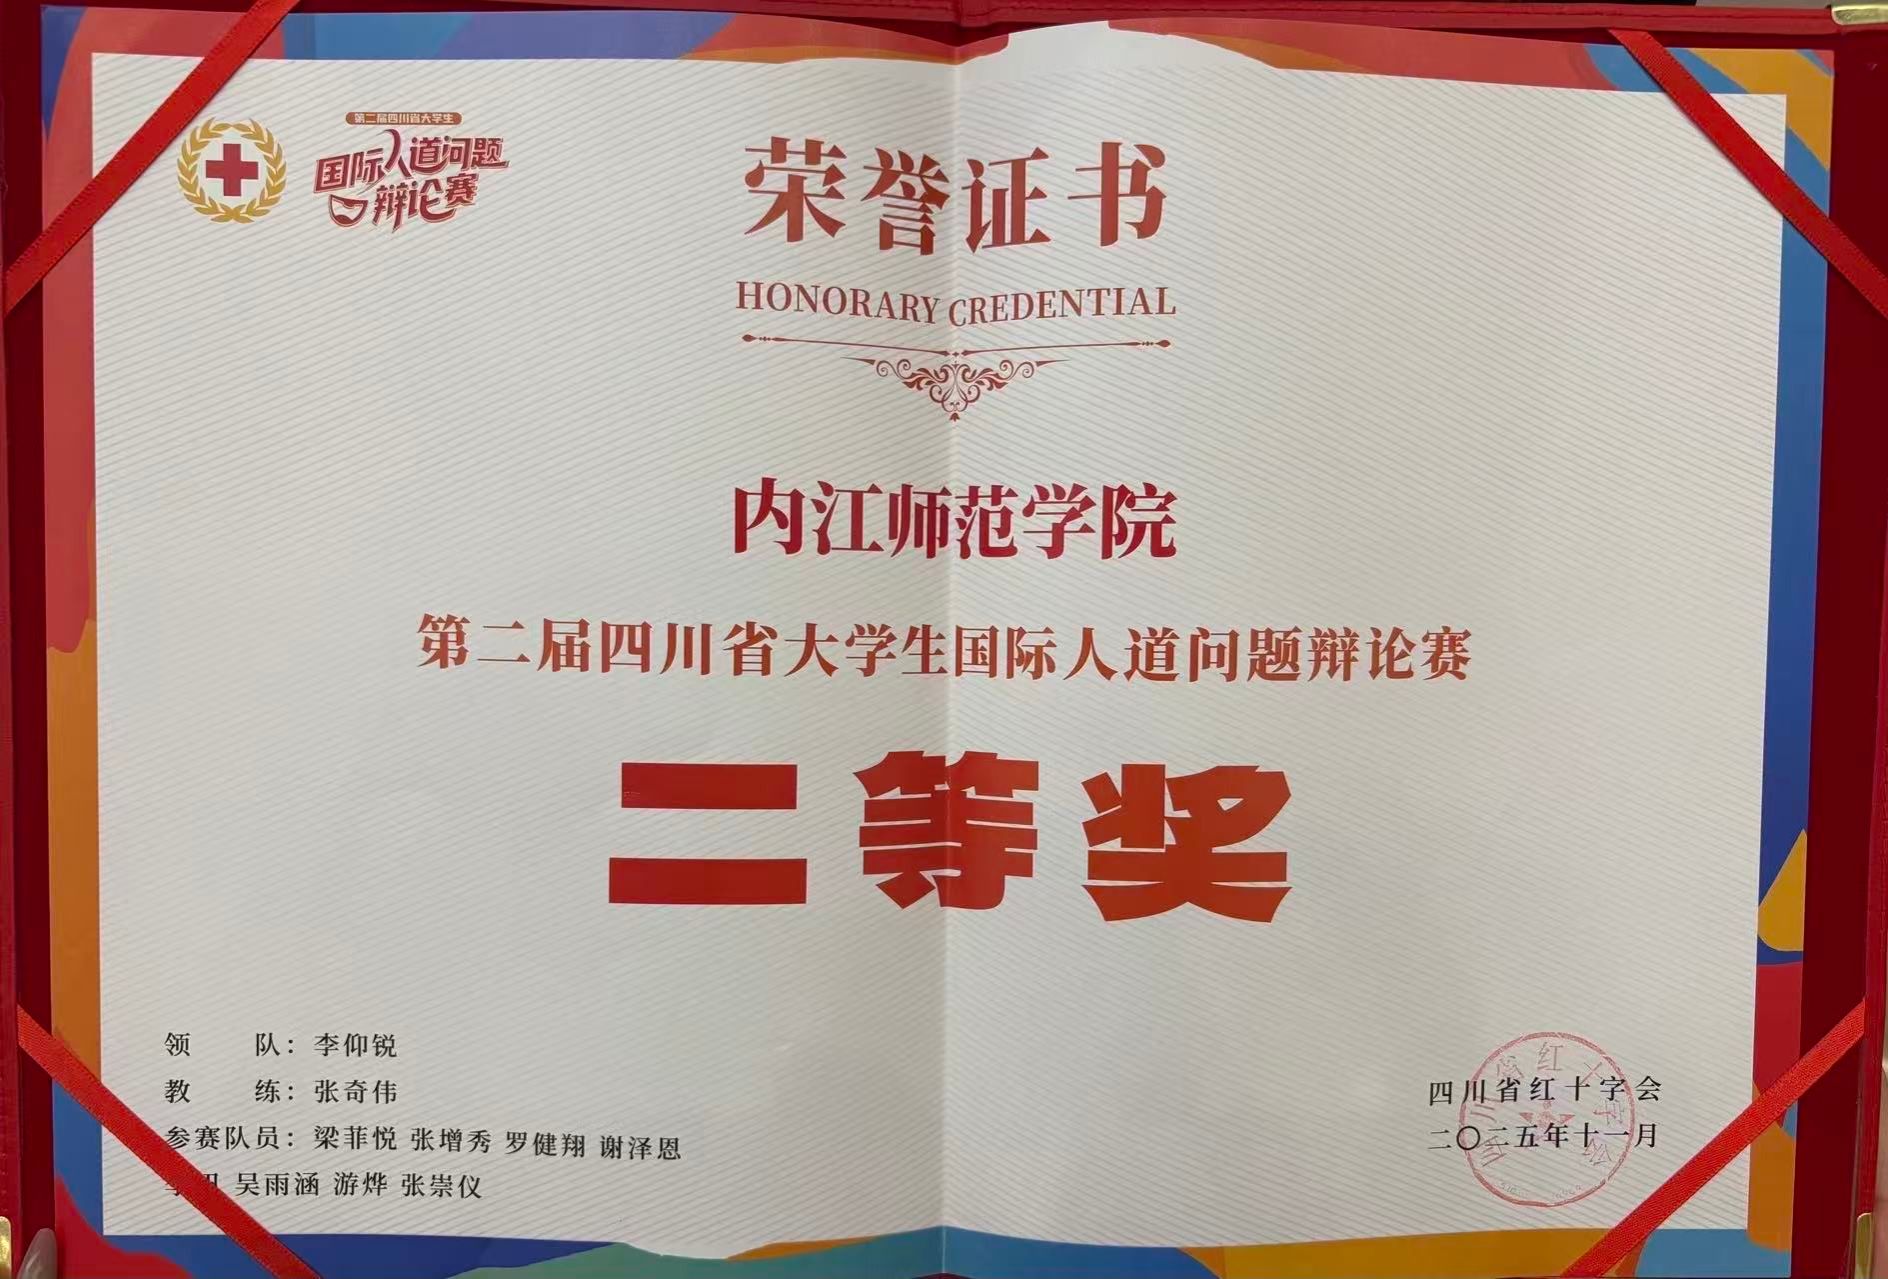 第二届四川省大学生
国际人道问题
辩论赛
荣誉证书
HONORARY CREDENTIAL
内江师范学院
第二届四川省大学生国际人道问题辩论赛
二等奖
领 队：李仰锐
教 练：张奇伟
参赛队员：梁菲悦 张增秀 罗健翔 谢泽恩
吴雨涵 游烨 张崇仪
四川省红十字会
二〇二五年十一月